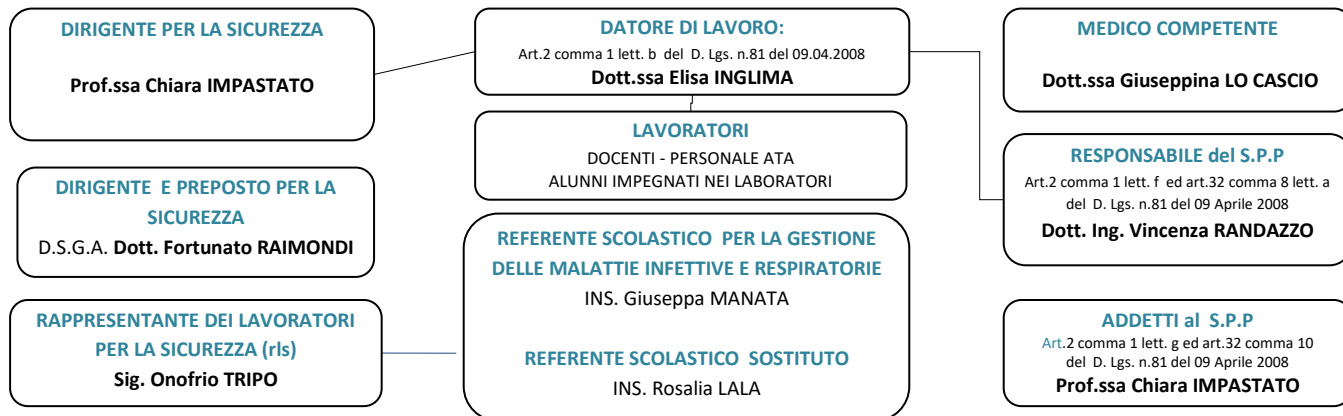 DIRIGENTE PER LA SICUREZZA
Prof.ssa Chiara IMPASTATO
DATORE DI LAVORO:
Art.2 comma 1 lett. b del D. Lgs. n.81 del 09.04.2008
Dott.ssa Elisa INGLIMA
MEDICO COMPETENTE
Dott.ssa Giuseppina LO CASCIO
LAVORATORI
DOCENTI - PERSONALE ATA
ALUNNI IMPEGNATI NEI LABORATORI
RESPONSABILE del S.P.P
Art.2 comma 1 lett. f ed art.32 comma 8 lett. a
del D. Lgs. n.81 del 09 Aprile 2008
Dott. Ing. Vincenza RANDAZZO
DIRIGENTE E PREPOSTO PER LA
SICUREZZA
D.S.G.A. Dott. Fortunato RAIMONDI
REFERENTE SCOLASTICO PER LA GESTIONE
DELLE MALATTIE INFETTIVE E RESPIRATORIE
INS. Giuseppa MANATA
REFERENTE SCOLASTICO SOSTITUTO
INS. Rosalia LALA
RAPPRESENTANTE DEI LAVORATORI
PER LA SICUREZZA (rls)
Sig. Onofrio TRIPO
ADDETTI al S.P.P
Art.2 comma 1 lett. g ed art.32 comma 10
del D. Lgs. n.81 del 09 Aprile 2008
Prof.ssa Chiara IMPASTATO